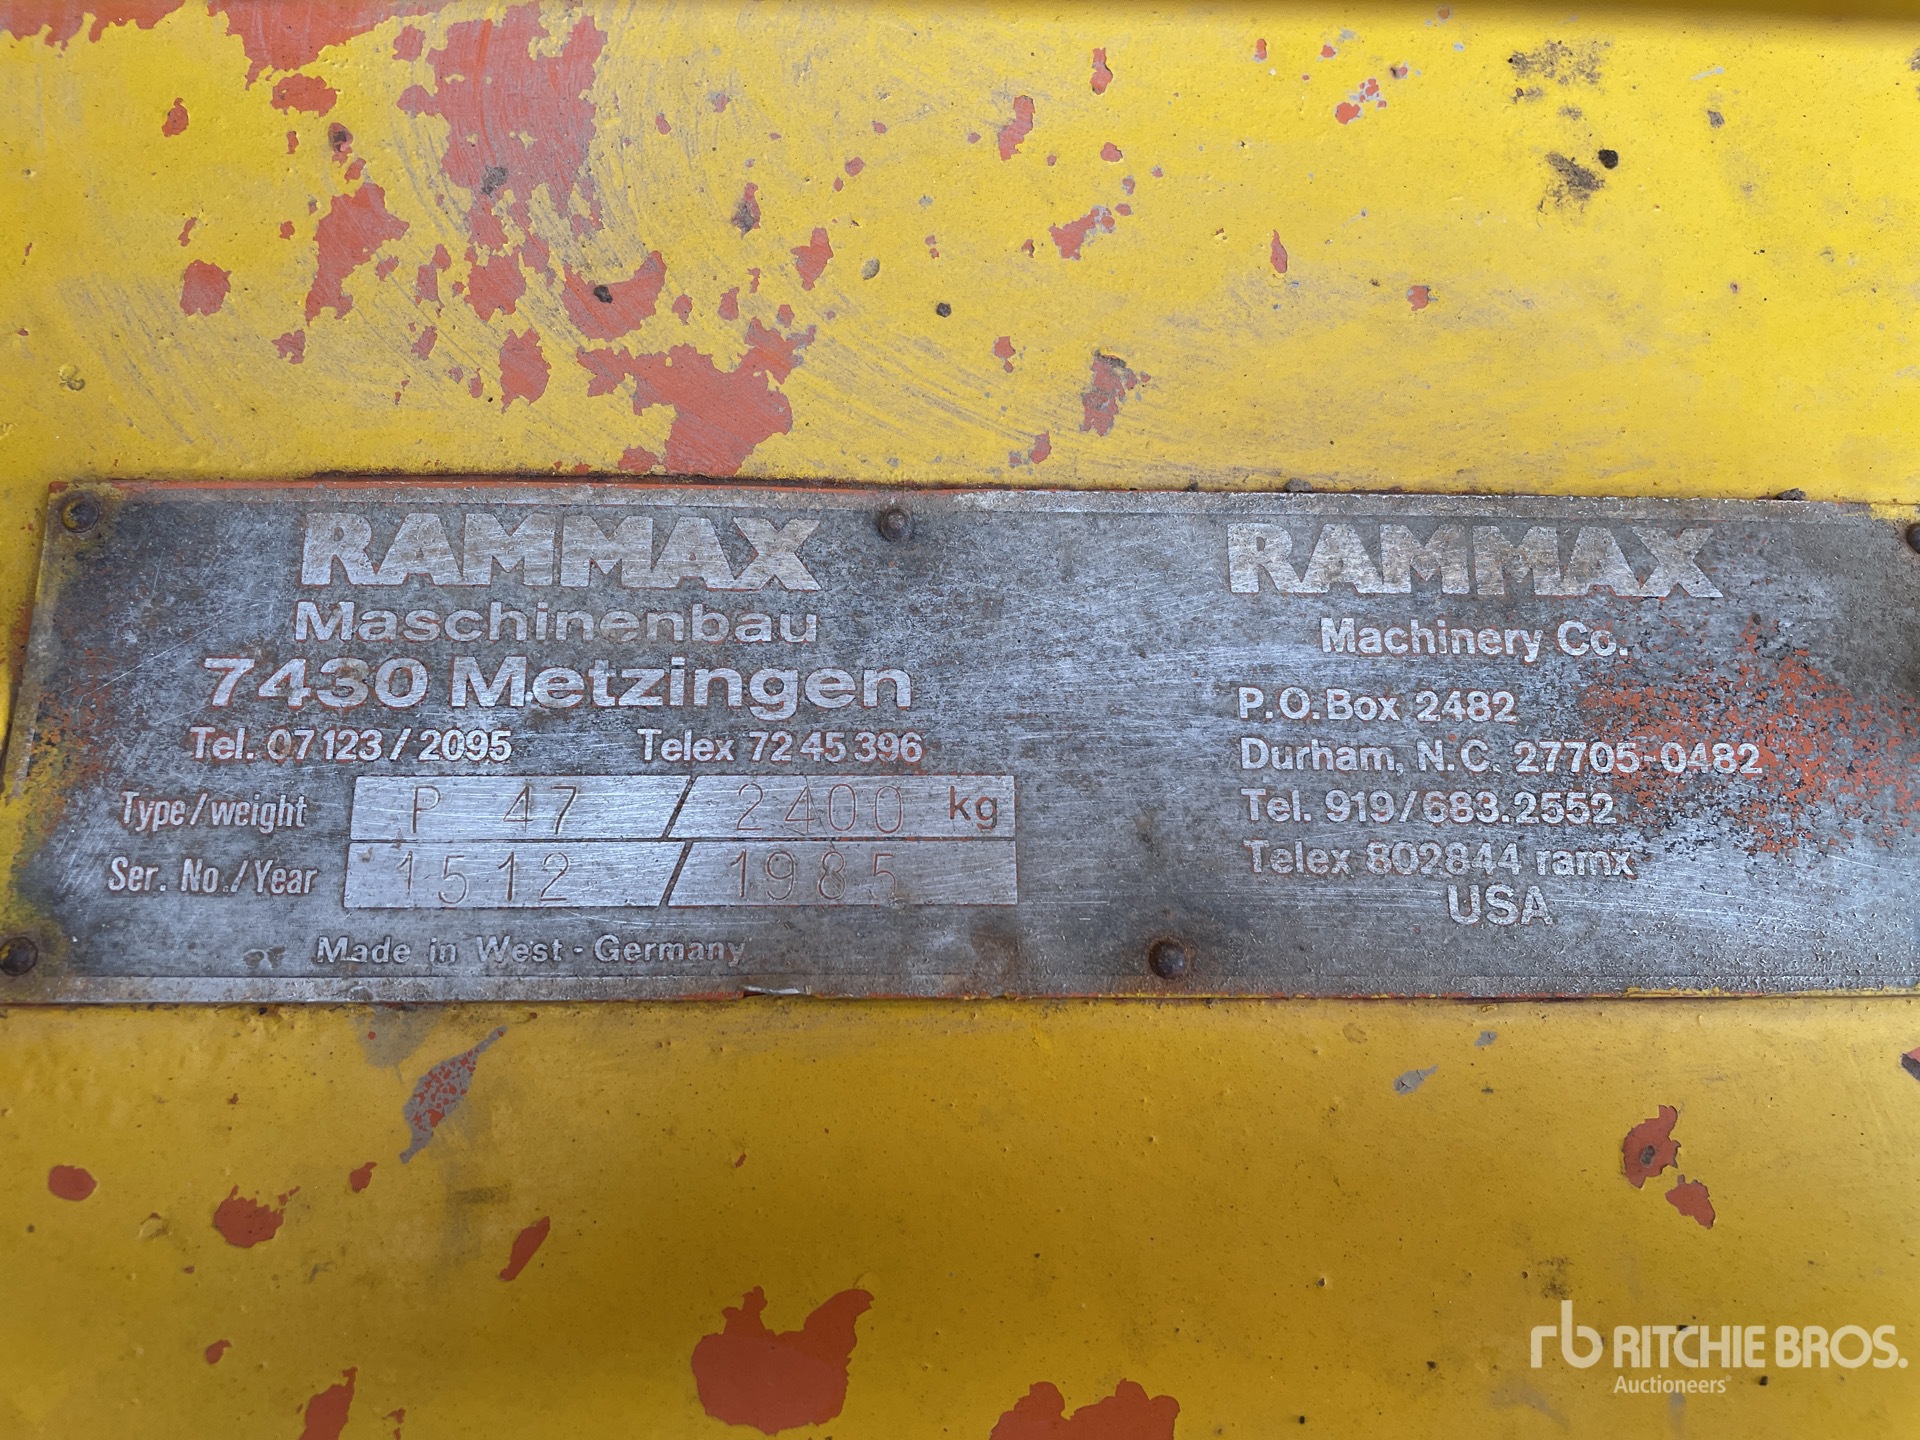 RAMMAX
Maschinenbau
7430 Metzingen
Tel. 07123/2095 Telex 7245396
Type/weight P 47 / 2400 kg
Ser. No./Year 1512 / 1985
Made in West-Germany
RAMMAX
Machinery Co.
P.O.Box 2482
Durham, N.C. 27705-0482
Tel. 919/683.2552
Telex 802844 ramx
USA
rb RITCHIE BROS.
Auctioneers